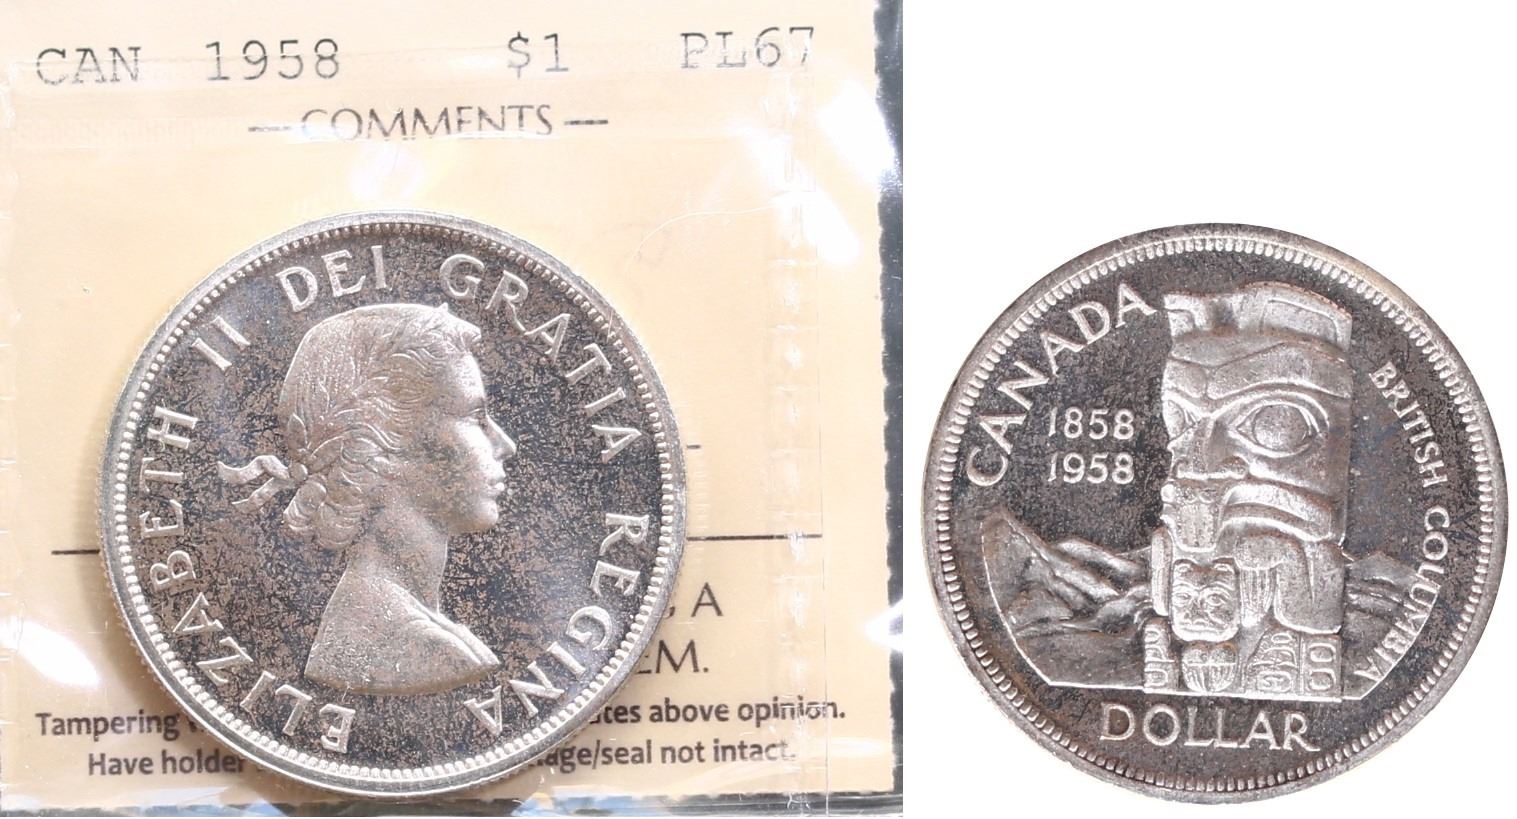 CAN 1958 $1 PL67
COMMENTS
ELIZABETH II DEI GRATIA REGINA
, A
EM.
Tampering
above opinion.
Have holder
age/seal not intact.
CANADA
1858
1958
BRITISH COLUMBIA
DOLLAR